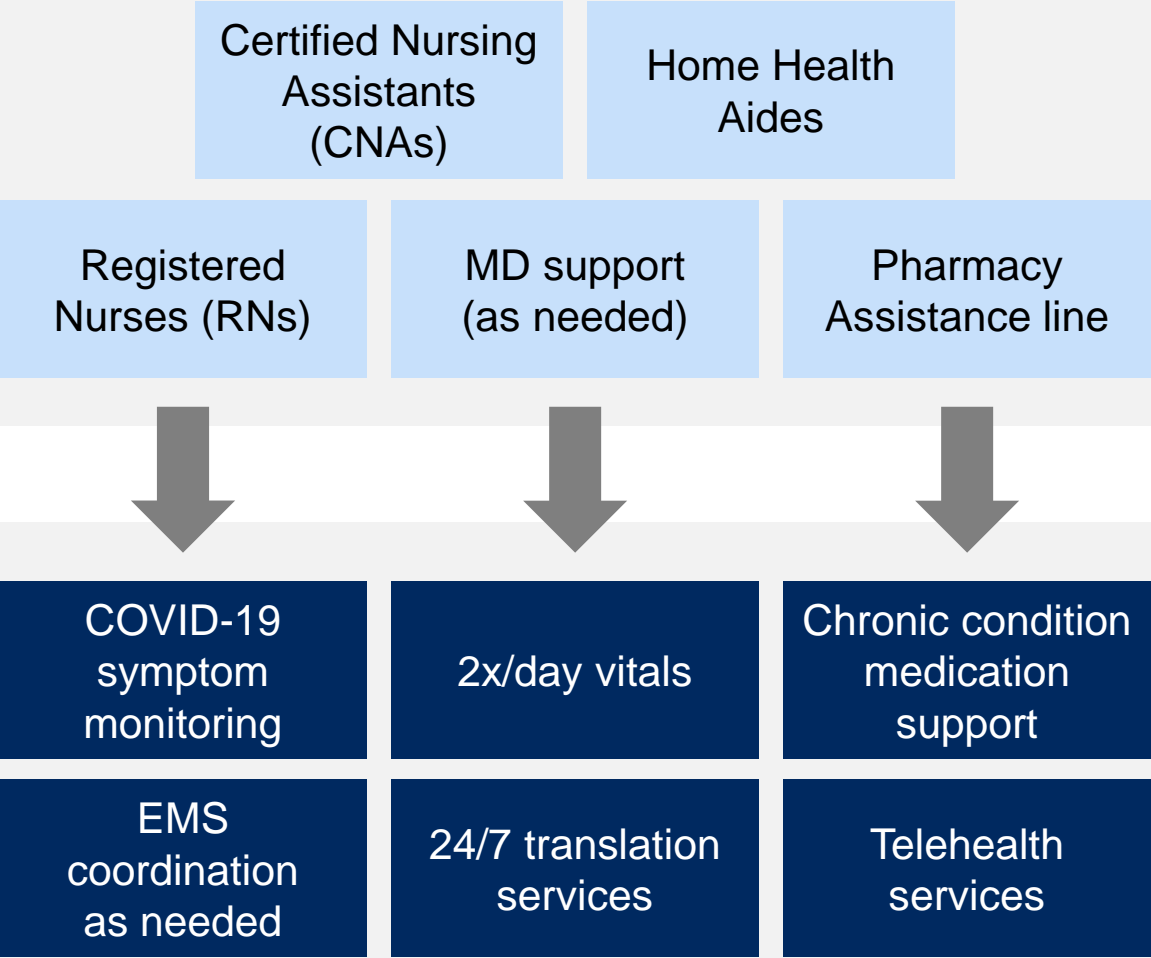 Certified Nursing
Assistants
(CNAs)
Home Health
Aides
Registered
Nurses (RNs)
MD support
(as needed)
Pharmacy
Assistance line
COVID-19
symptom
monitoring
2x/day vitals
Chronic condition
medication
support
EMS
coordination
as needed
24/7 translation
services
Telehealth
services